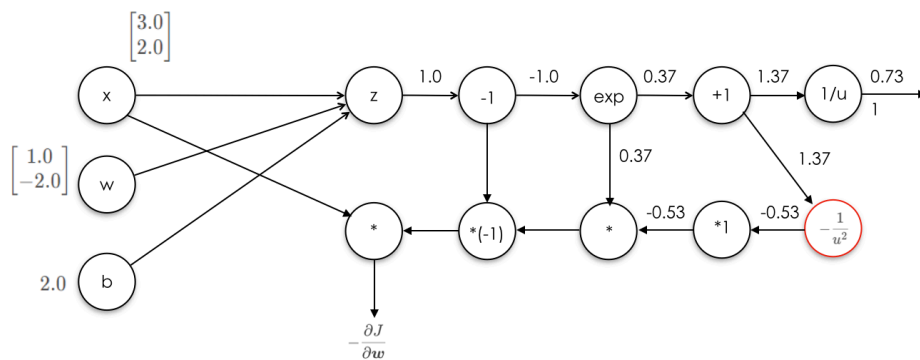 [3.0
2.0]
x
z
1.0
-1
-1.0
exp
0.37
+1
1.37
1/u
0.73
1
[1.0
−2.0]
w
0.37
1.37
*
*(-1)
*
-0.53
*1
-0.53
−1/u²
2.0
b
−∂J/∂w